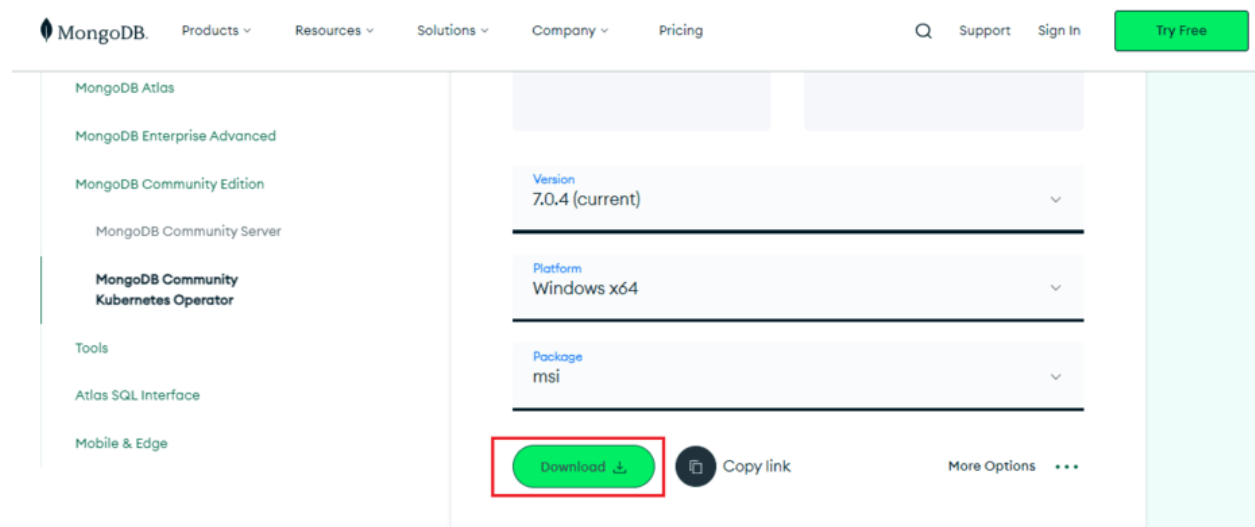 MongoDB.
Products
Resources
Solutions
Company
Pricing
Support
Sign In
Try Free
MongoDB Atlas
MongoDB Enterprise Advanced
MongoDB Community Edition
MongoDB Community Server
MongoDB Community
Kubernetes Operator
Tools
Atlas SQL Interface
Mobile & Edge
Version
7.0.4 (current)
Platform
Windows x64
Package
msi
Download
Copy link
More Options